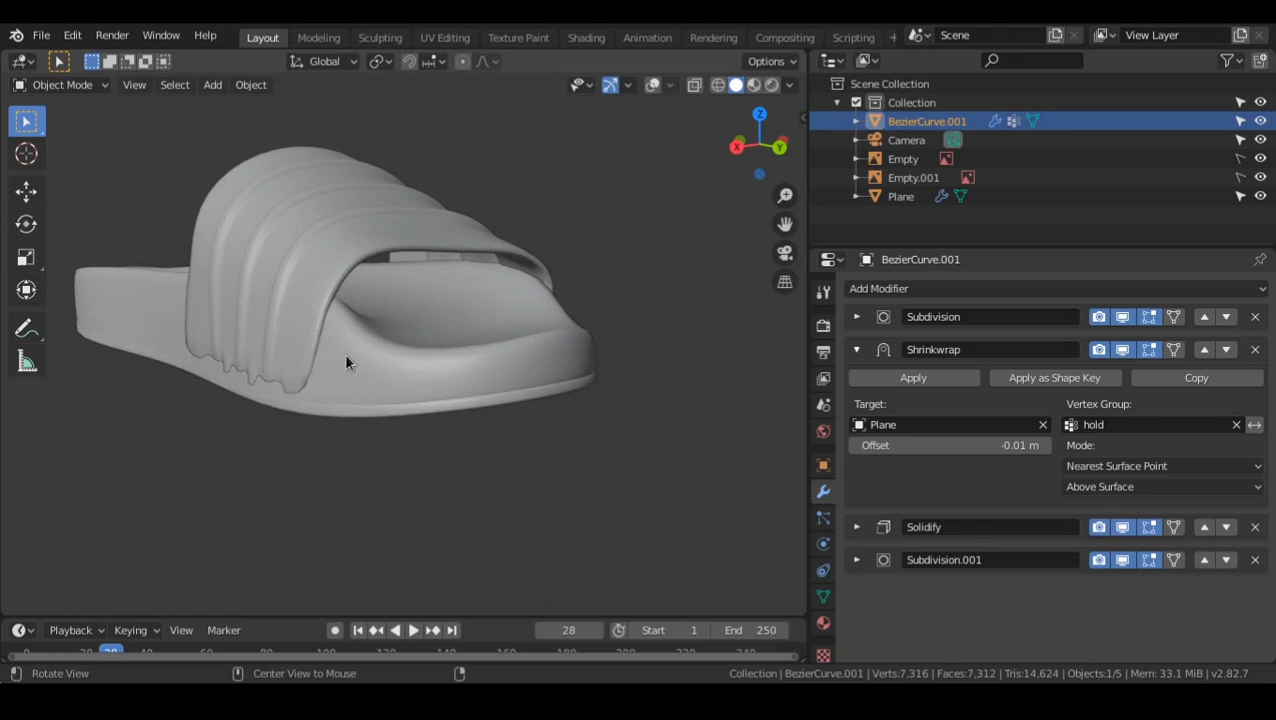 File Edit Render Window Help Layout Modeling Sculpting UV Editing Texture Paint Shading Animation Rendering Compositing Scripting + Scene View Layer
Global Options
Object Mode View Select Add Object
Scene Collection
Collection
BezierCurve.001
Camera
Empty
Empty.001
Plane
Z
X Y
BezierCurve.001
Add Modifier
Subdivision
Shrinkwrap
Apply Apply as Shape Key Copy
Target: Vertex Group:
Plane hold
Offset -0.01 m Mode:
Nearest Surface Point
Above Surface
Solidify
Subdivision.001
Playback Keying View Marker 28 Start 1 End 250
Rotate View Center View to Mouse Collection | BezierCurve.001 | Verts:7,316 | Faces:7,312 | Tris:14,624 | Objects:1/5 | Mem: 33.1 MiB | v2.82.7